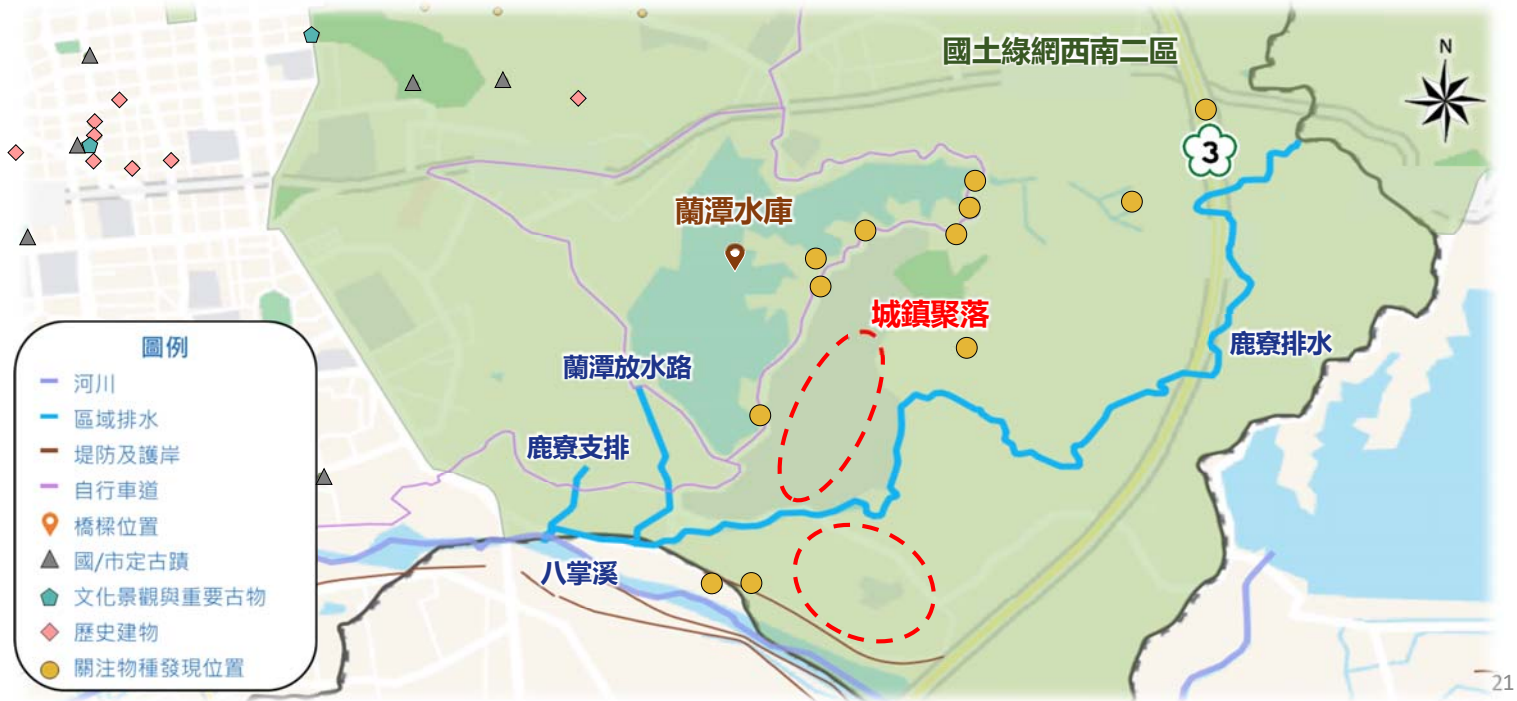 國土綠網西南二區
N
3
蘭潭水庫
城鎮聚落
鹿寮排水
蘭潭放水路
鹿寮支排
八掌溪
圖例
河川
區域排水
堤防及護岸
自行車道
橋樑位置
國/市定古蹟
文化景觀與重要古物
歷史建物
關注物種發現位置
21